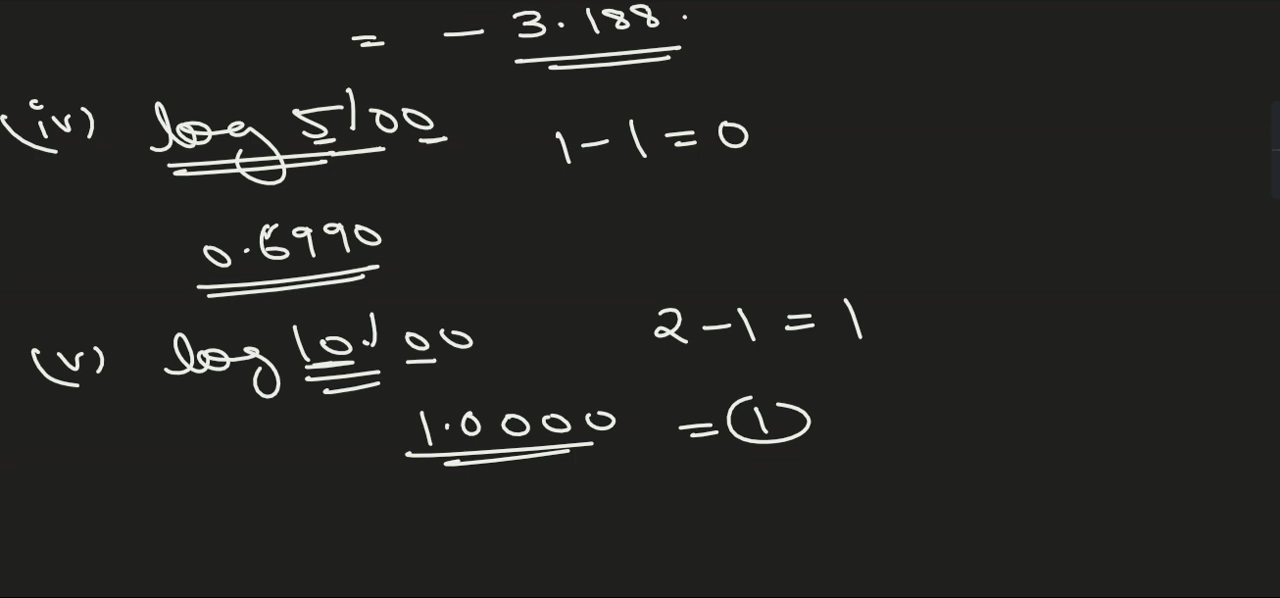 = - 3.188.
(iv) log 5|00 1-1=0
0.6990
(v) log 10.|00 2-1=1
1.0000 = 1